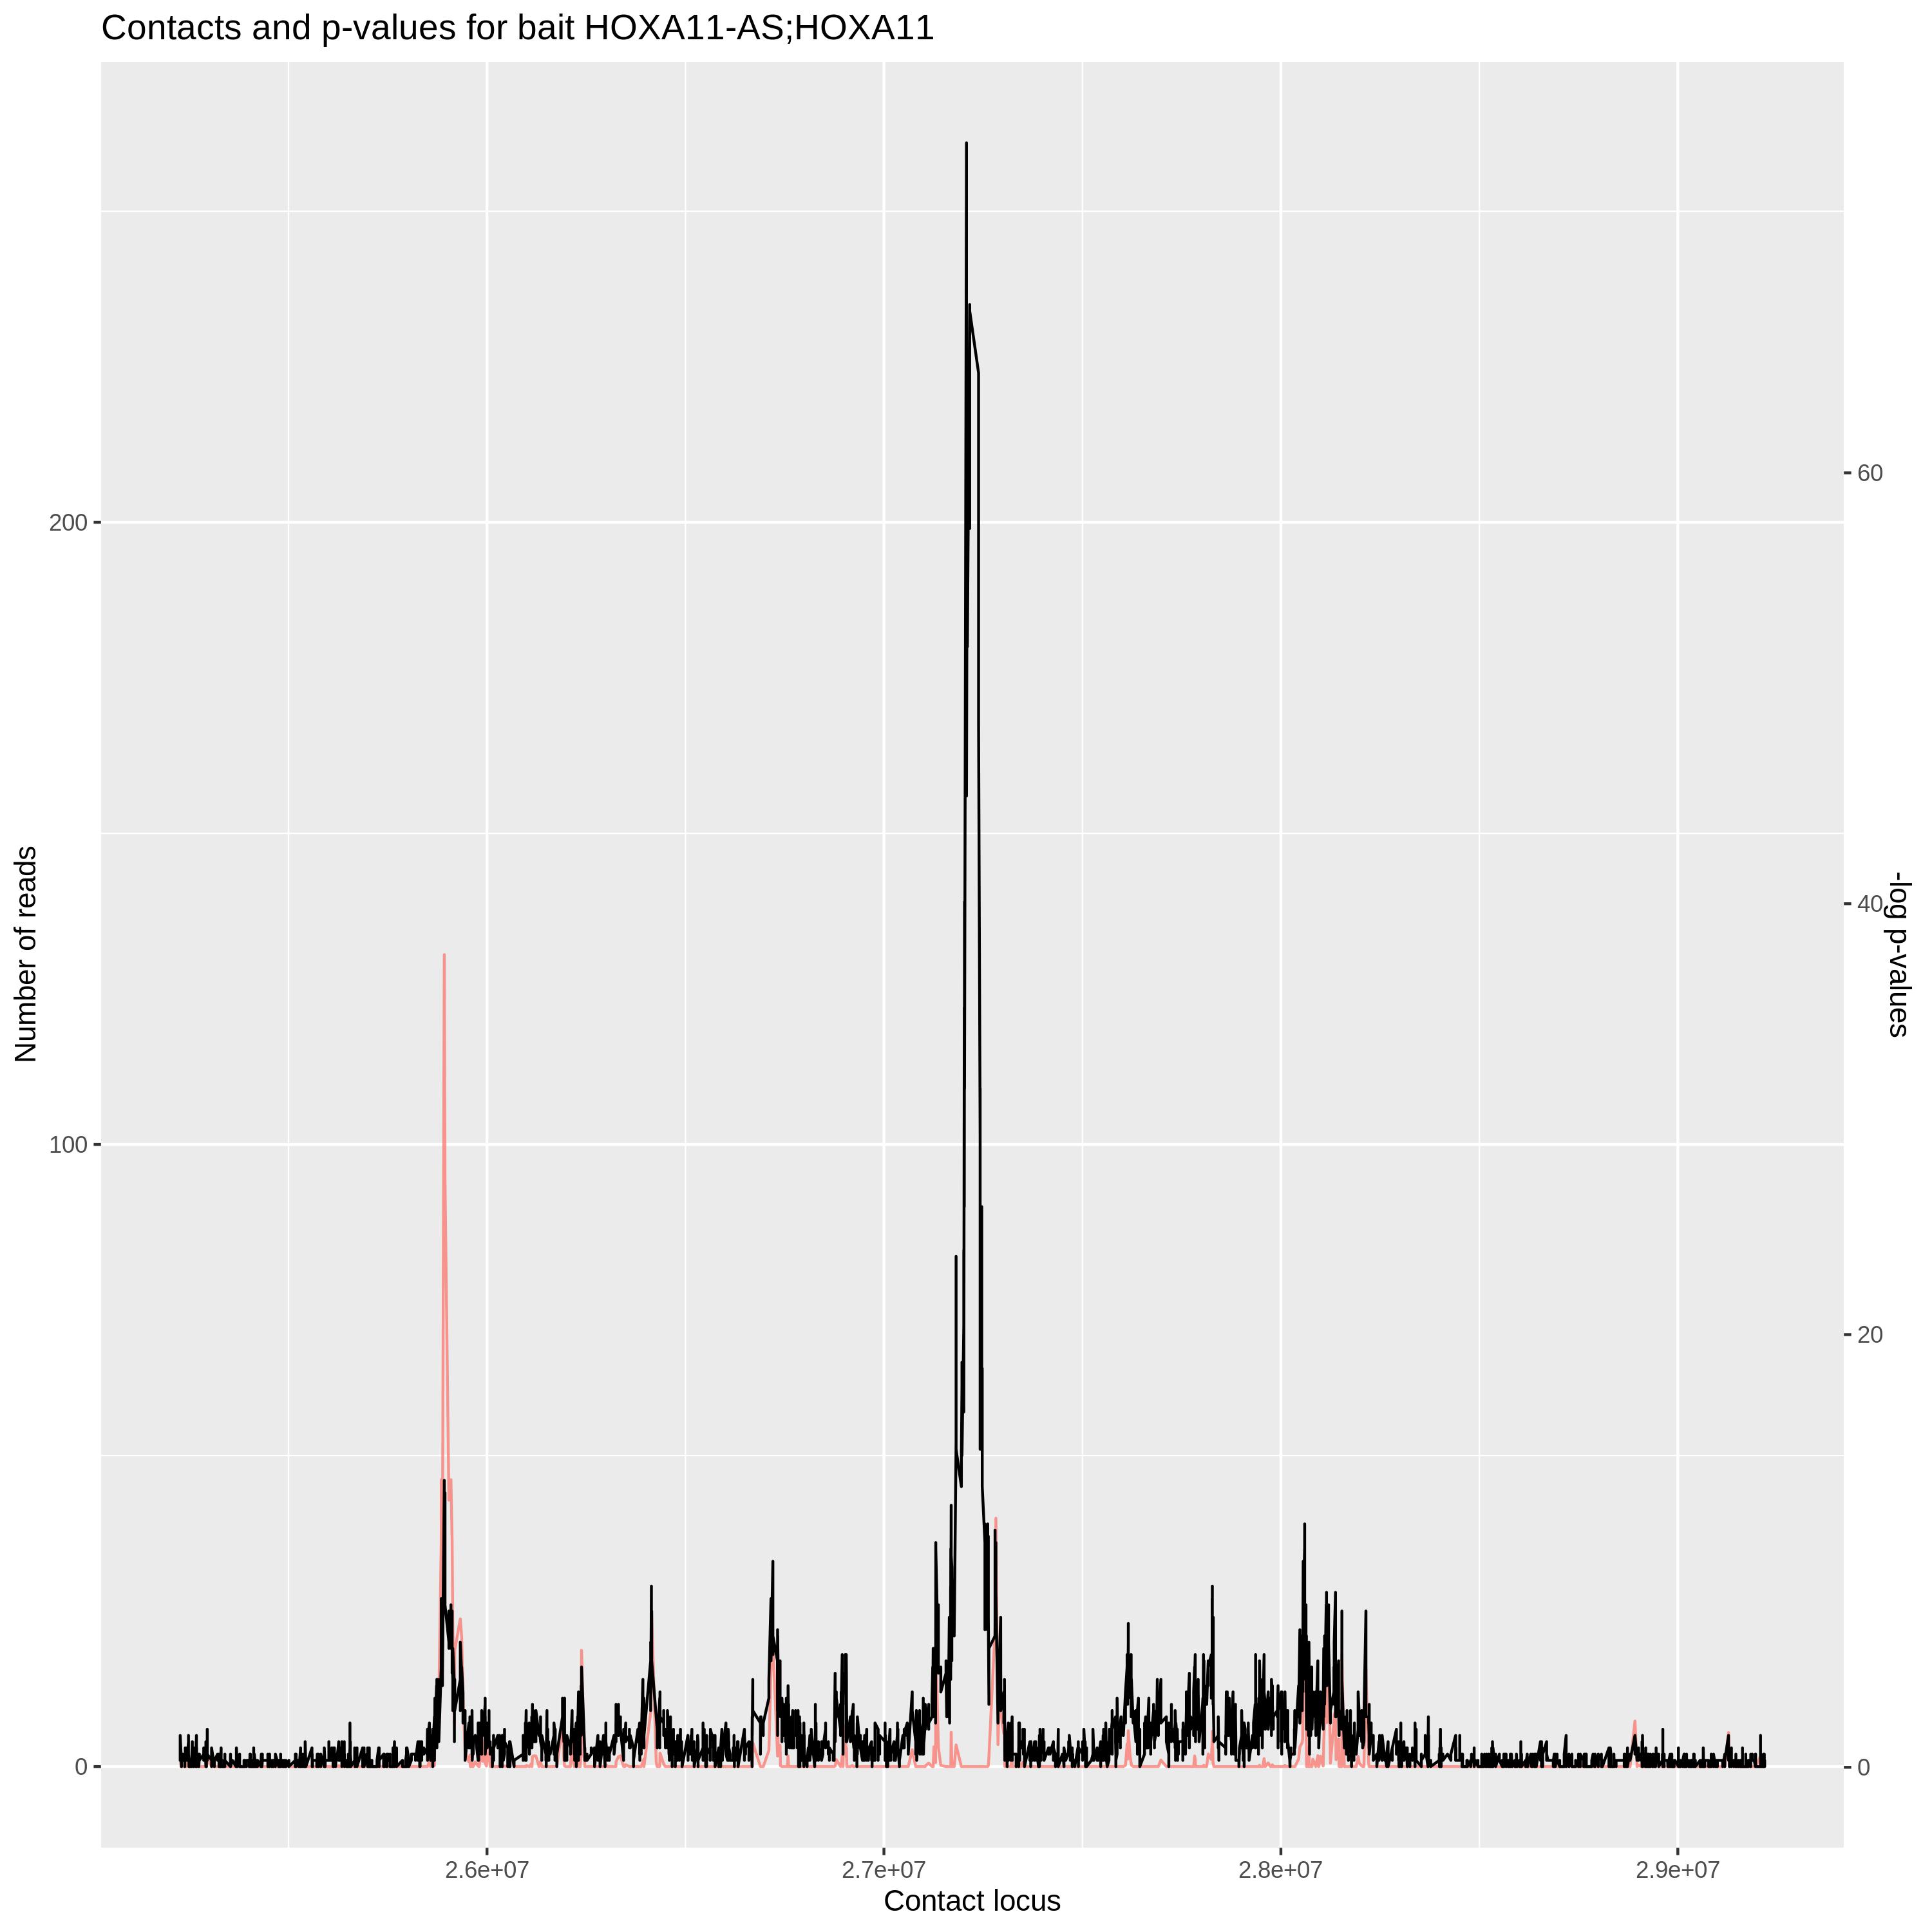 Contacts and p-values for bait HOXA11-AS;HOXA11
Number of reads
200
100
0
60
40
20
0
-log p-values
2.6e+07 2.7e+07 2.8e+07 2.9e+07
Contact locus